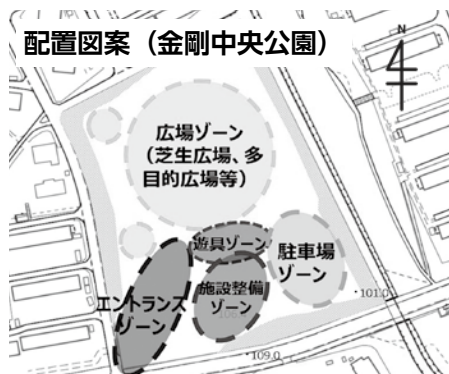 配置図案（金剛中央公園）
N
広場ゾーン
（芝生広場、多
目的広場等）
遊具ゾーン
駐車場
ゾーン
エントランス
ゾーン
施設整備
ゾーン
101.0
109.0